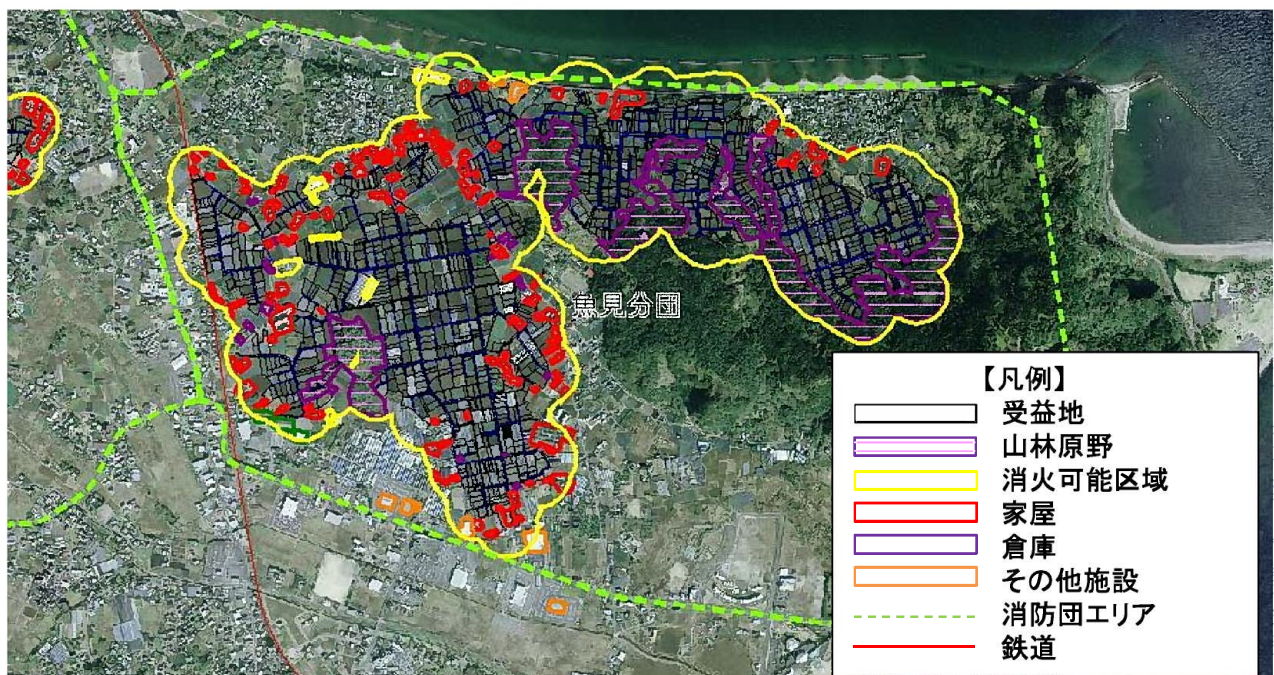 魚見分団
【凡例】
受益地
山林原野
消火可能区域
家屋
倉庫
その他施設
消防団エリア
鉄道